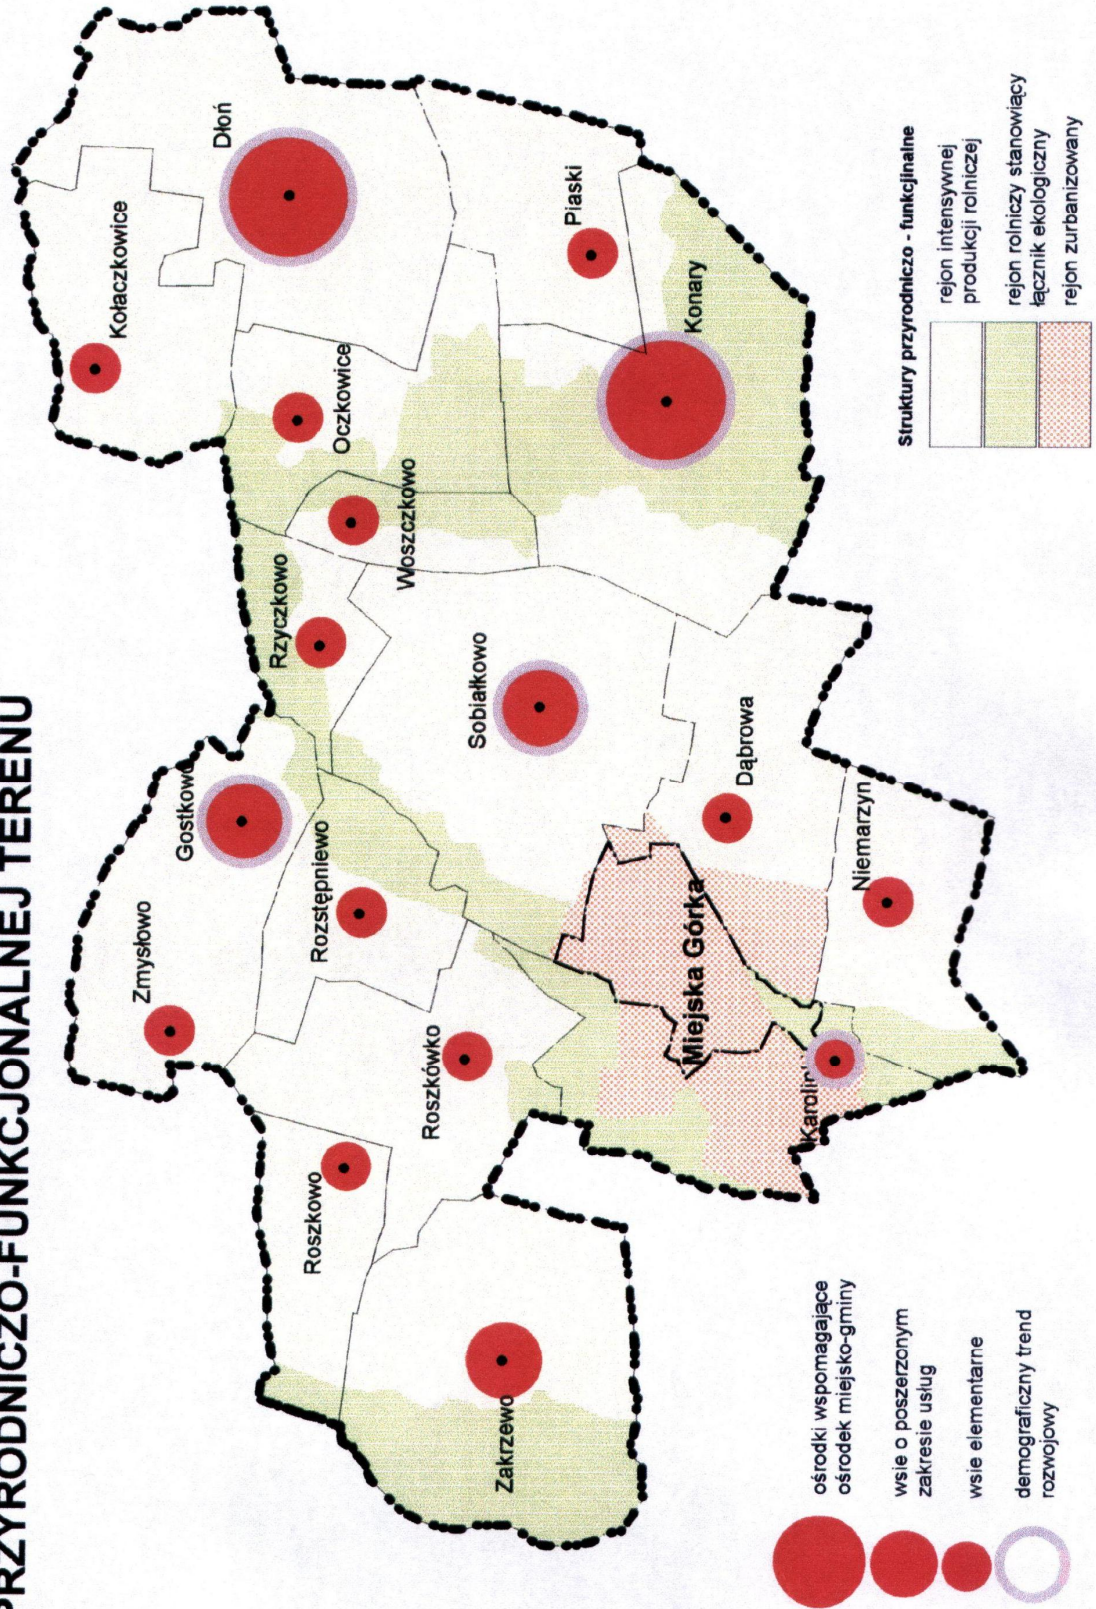 PRZYRODNICZO-FUNKCJONALNEJ TERENU
Kołaczkowice
Dłoń
Oczkowice
Piaski
Woszczkowo
Konary
Rzyczkowo
Sobiałkowo
Gostkowo
Rozstępniewo
Zmysłowo
Dąbrowa
Niemarzyn
Miejska Górka
Karolinki
Roszkówko
Roszkowo
Zakrzewo
ośrodki wspomagające
ośrodek miejsko-gminy
wsie o poszerzonym
zakresie usług
wsie elementarne
demograficzny trend
rozwojowy
Struktury przyrodniczo - funkcjinalne
rejon intensywnej
produkcji rolniczej
rejon rolniczy stanowiący
łącznik ekologiczny
rejon zurbanizowany